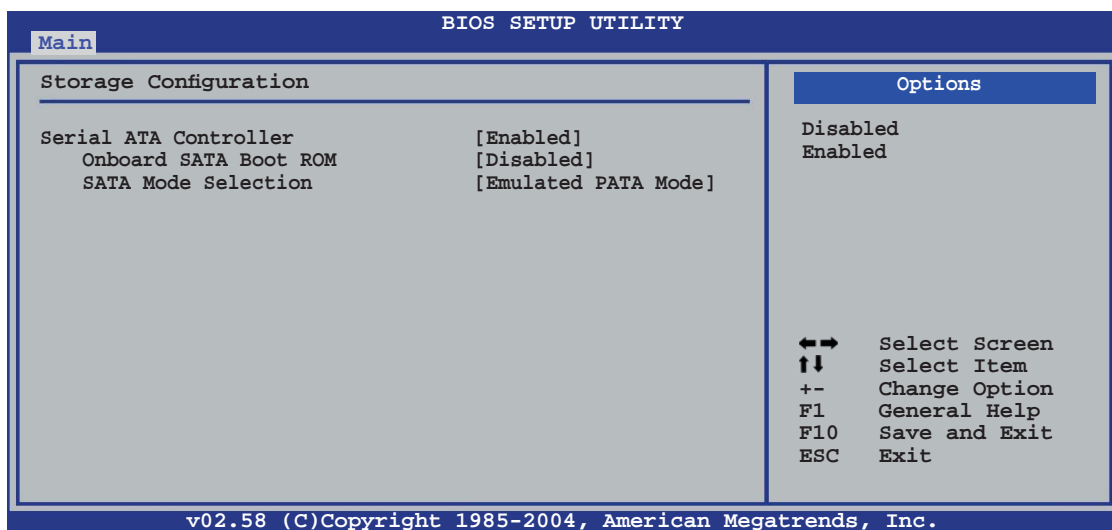 BIOS SETUP UTILITY
Main
Storage Configuration
Serial ATA Controller [Enabled]
Onboard SATA Boot ROM [Disabled]
SATA Mode Selection [Emulated PATA Mode]
Options
Disabled
Enabled
←→ Select Screen
↑↓ Select Item
+- Change Option
F1 General Help
F10 Save and Exit
ESC Exit
v02.58 (C)Copyright 1985-2004, American Megatrends, Inc.